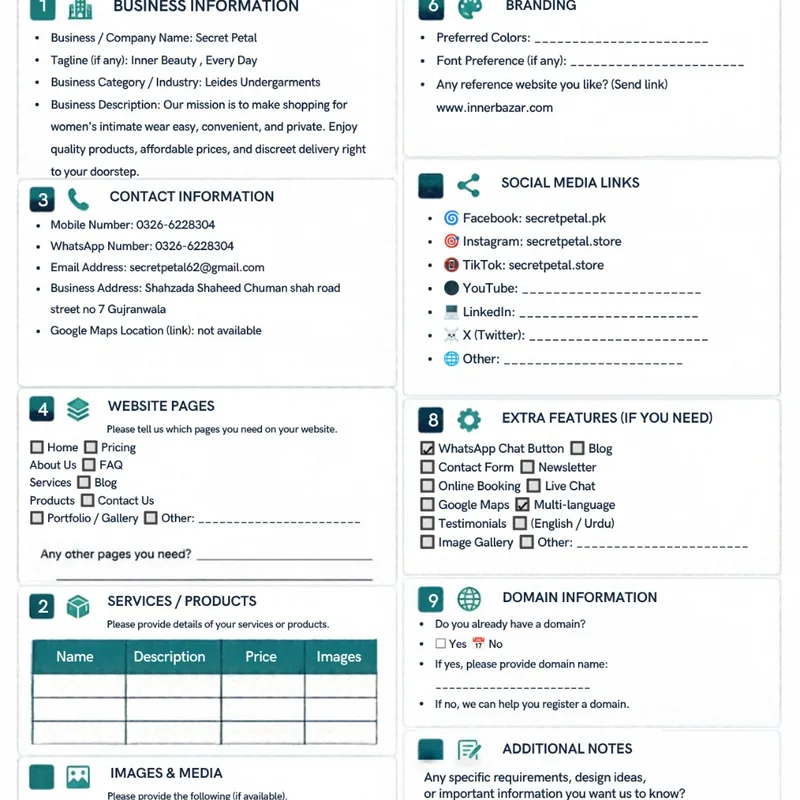 1 BUSINESS INFORMATION
• Business / Company Name: Secret Petal
• Tagline (if any): Inner Beauty , Every Day
• Business Category / Industry: Leides Undergarments
• Business Description: Our mission is to make shopping for
women's intimate wear easy, convenient, and private. Enjoy
quality products, affordable prices, and discreet delivery right
to your doorstep.
3 CONTACT INFORMATION
• Mobile Number: 0326-6228304
• WhatsApp Number: 0326-6228304
• Email Address: secretpetal62@gmail.com
• Business Address: Shahzada Shaheed Chuman shah road
street no 7 Gujranwala
• Google Maps Location (link): not available
4 WEBSITE PAGES
Please tell us which pages you need on your website.
☐ Home ☐ Pricing
About Us ☐ FAQ
Services ☐ Blog
Products ☐ Contact Us
☐ Portfolio / Gallery ☐ Other: ____________________
Any other pages you need? ____________________
2 SERVICES / PRODUCTS
Please provide details of your services or products.
Name Description Price Images
IMAGES & MEDIA
Please provide the following (if available).
6 BRANDING
• Preferred Colors: ____________________
• Font Preference (if any): ____________________
• Any reference website you like? (Send link)
www.innerbazar.com
SOCIAL MEDIA LINKS
• Facebook: secretpetal.pk
• Instagram: secretpetal.store
• TikTok: secretpetal.store
• YouTube: ____________________
• LinkedIn: ____________________
• X (Twitter): ____________________
• Other: ____________________
8 EXTRA FEATURES (IF YOU NEED)
☑ WhatsApp Chat Button ☐ Blog
☐ Contact Form ☐ Newsletter
☐ Online Booking ☐ Live Chat
☐ Google Maps ☑ Multi-language
☐ Testimonials ☐ (English / Urdu)
☐ Image Gallery ☐ Other: ____________________
9 DOMAIN INFORMATION
• Do you already have a domain?
• ☐ Yes 📅 No
• If yes, please provide domain name:
____________________
• If no, we can help you register a domain.
ADDITIONAL NOTES
Any specific requirements, design ideas,
or important information you want us to know?